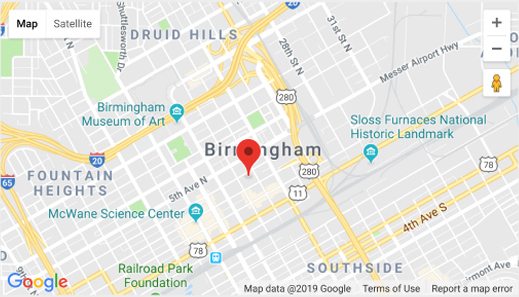 Map
Satellite
Shuttlesworth Dr
DRUID HILLS
28th St N
31st St N
Messer Airport Hwy
280
Birmingham
Museum of Art
Sloss Furnaces National
Historic Landmark
Birmingham
20
65
FOUNTAIN
HEIGHTS
5th Ave N
280
78
11
McWane Science Center
4th Ave S
78
Railroad Park
Foundation
SOUTHSIDE
Google
Map data @2019 Google
Terms of Use
Report a map error